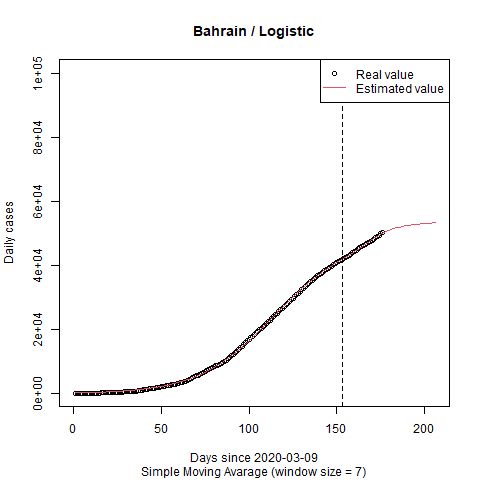 Bahrain / Logistic
Real value
Estimated value
Daily cases
1e+05
8e+04
6e+04
4e+04
2e+04
0e+00
0 50 100 150 200
Days since 2020-03-09
Simple Moving Avarage (window size = 7)